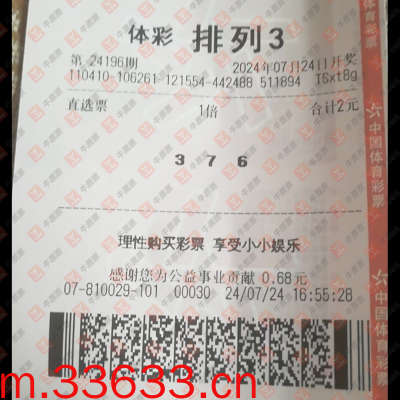 体彩 排列3
第 24196期 2024年07月24日开奖
110410-106261-121554-442488 511894 T6xt8g
直选票 1倍 合计2元
3 7 6
理性购买彩票 享受小小娱乐
感谢您为公益事业贡献 0.68元
07-810029-101 00030 24/07/24 16:55:28
m.33633.cn
体育彩票
中国体育彩票
中国体育彩票